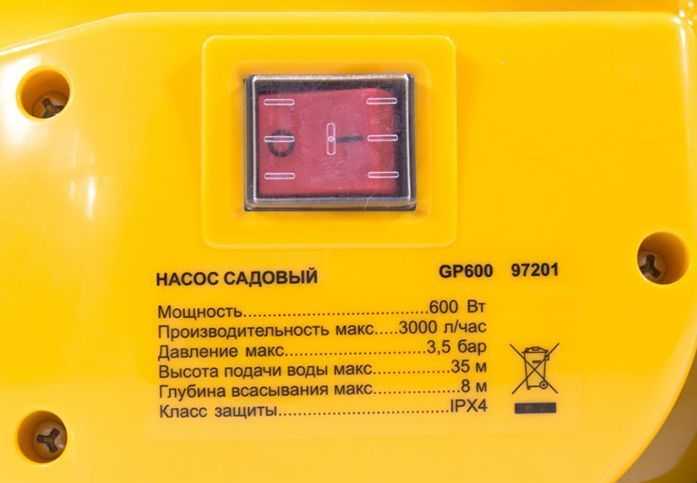 НАСОС САДОВЫЙ GP600 97201
Мощность..............................600 Вт
Производительность макс....3000 л/час
Давление макс.......................3,5 бар
Высота подачи воды макс.............35 м
Глубина всасывания макс..............8 м
Класс защиты............................IPX4